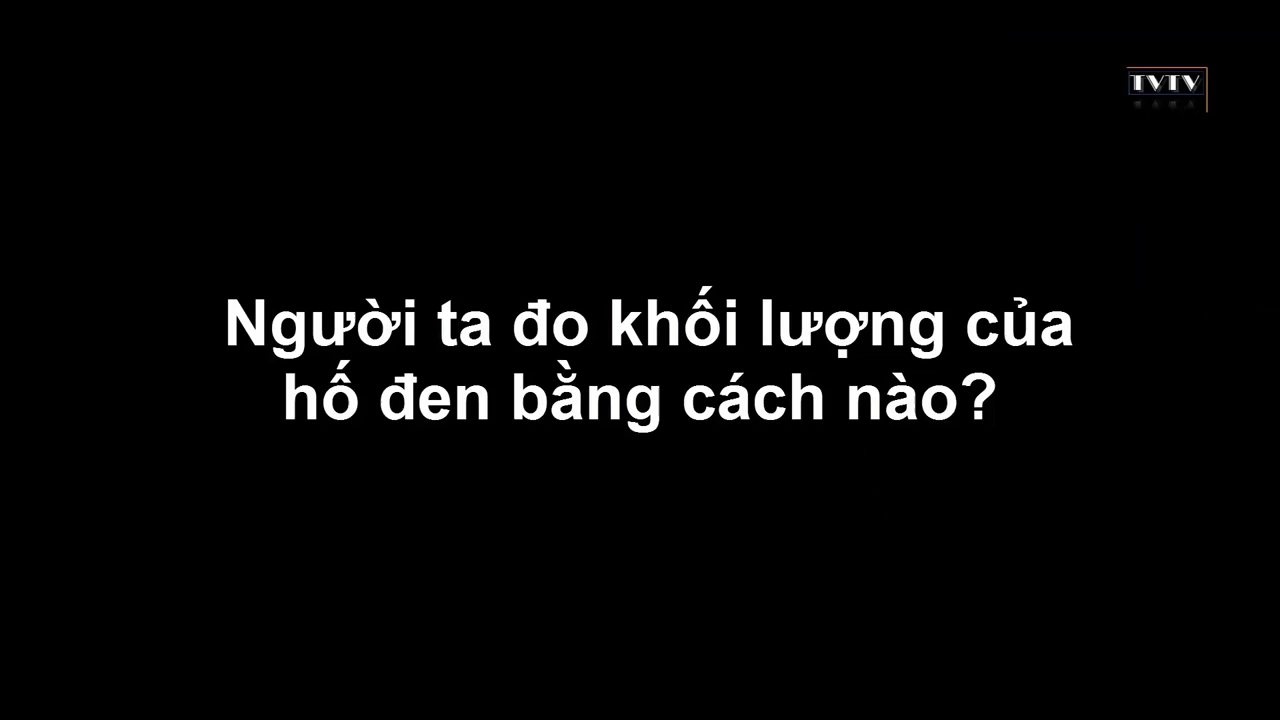 TVTV
Người ta đo khối lượng của
hố đen bằng cách nào?